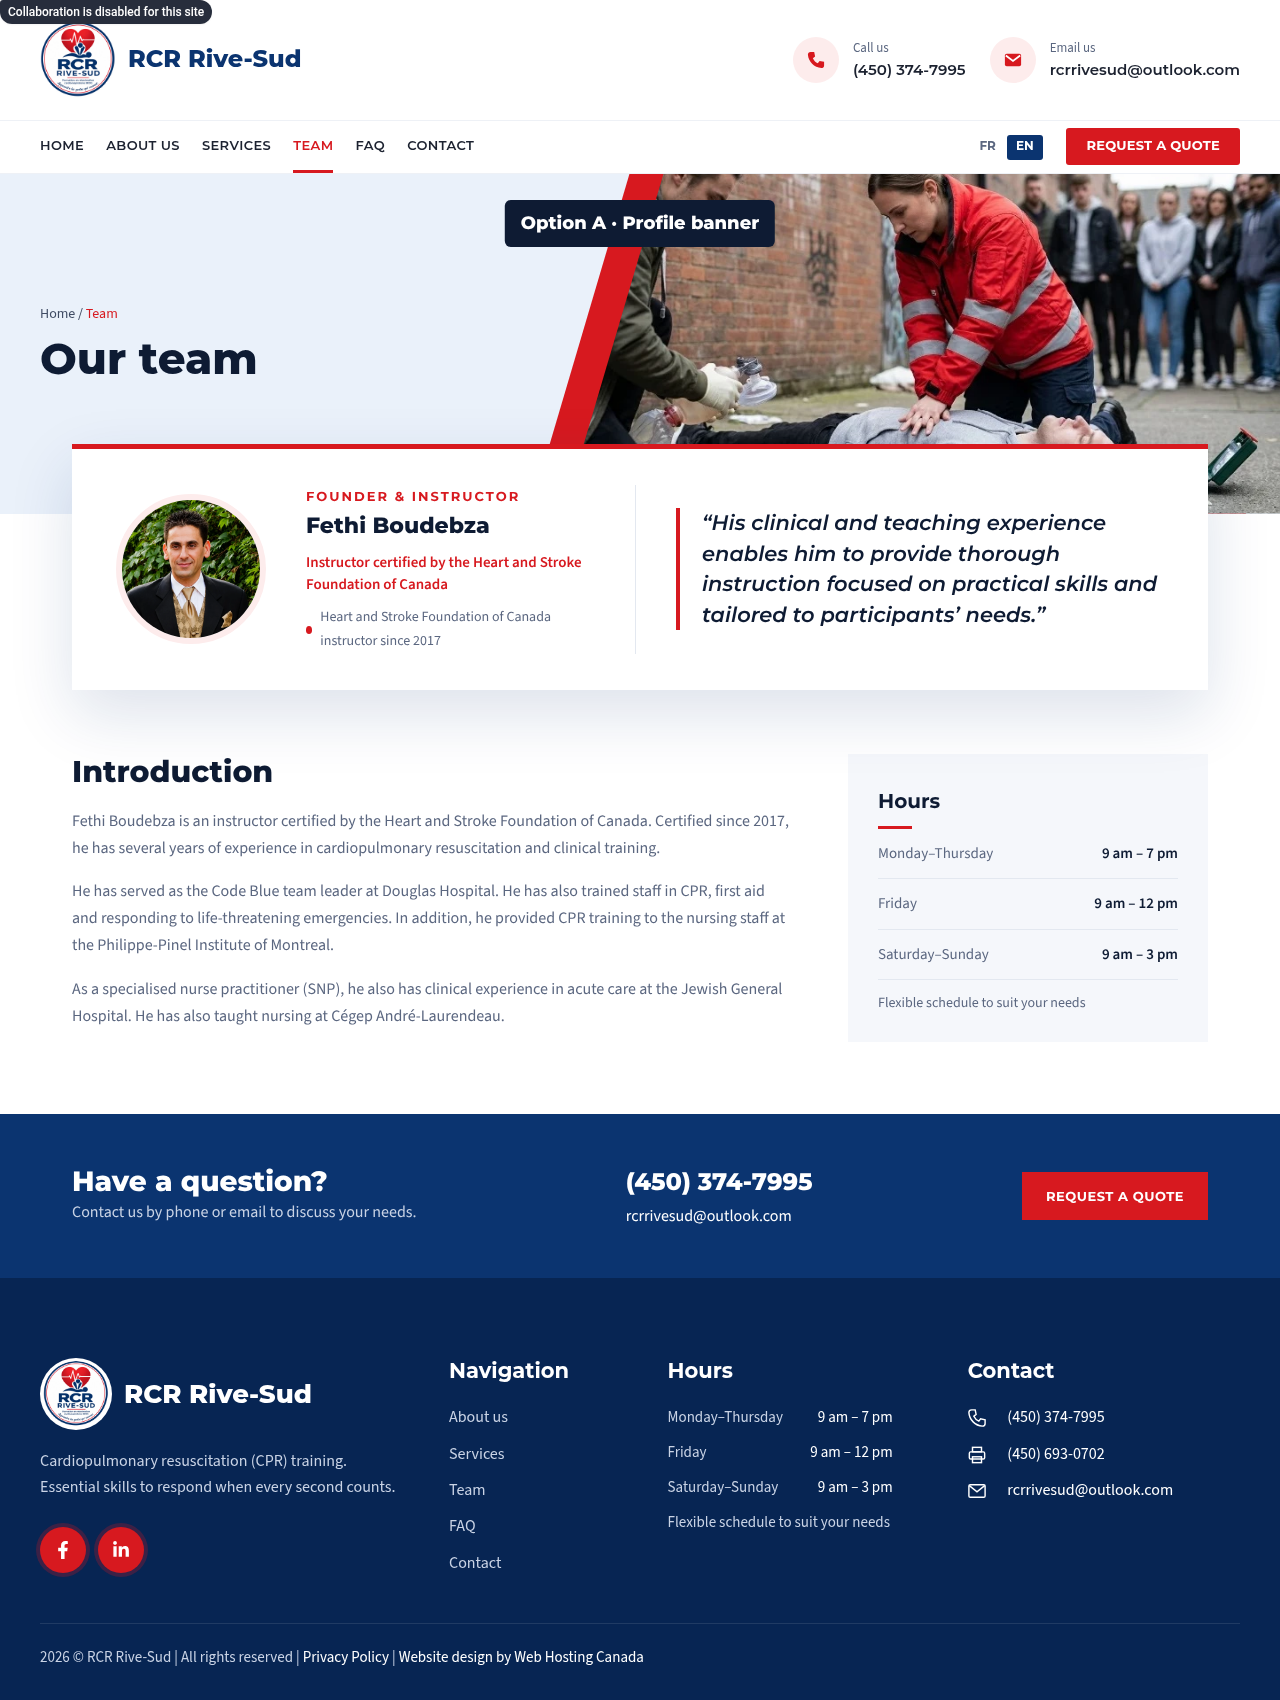 Collaboration is disabled for this site
RCR
RIVE-SUD
RCR Rive-Sud
Call us
(450) 374-7995
Email us
rcrrivesud@outlook.com
HOME
ABOUT US
SERVICES
TEAM
FAQ
CONTACT
FR
EN
REQUEST A QUOTE
Option A · Profile banner
Home / Team
Our team
FOUNDER & INSTRUCTOR
Fethi Boudebza
Instructor certified by the Heart and Stroke
Foundation of Canada
Heart and Stroke Foundation of Canada
instructor since 2017
“His clinical and teaching experience
enables him to provide thorough
instruction focused on practical skills and
tailored to participants’ needs.”
Introduction
Fethi Boudebza is an instructor certified by the Heart and Stroke Foundation of Canada. Certified since 2017,
he has several years of experience in cardiopulmonary resuscitation and clinical training.
He has served as the Code Blue team leader at Douglas Hospital. He has also trained staff in CPR, first aid
and responding to life-threatening emergencies. In addition, he provided CPR training to the nursing staff at
the Philippe-Pinel Institute of Montreal.
As a specialised nurse practitioner (SNP), he also has clinical experience in acute care at the Jewish General
Hospital. He has also taught nursing at Cégep André-Laurendeau.
Hours
Monday–Thursday 9 am – 7 pm
Friday 9 am – 12 pm
Saturday–Sunday 9 am – 3 pm
Flexible schedule to suit your needs
Have a question?
Contact us by phone or email to discuss your needs.
(450) 374-7995
rcrrivesud@outlook.com
REQUEST A QUOTE
RCR
RIVE-SUD
RCR Rive-Sud
Cardiopulmonary resuscitation (CPR) training.
Essential skills to respond when every second counts.
Navigation
About us
Services
Team
FAQ
Contact
Hours
Monday–Thursday 9 am – 7 pm
Friday 9 am – 12 pm
Saturday–Sunday 9 am – 3 pm
Flexible schedule to suit your needs
Contact
(450) 374-7995
(450) 693-0702
rcrrivesud@outlook.com
2026 © RCR Rive-Sud | All rights reserved | Privacy Policy | Website design by Web Hosting Canada